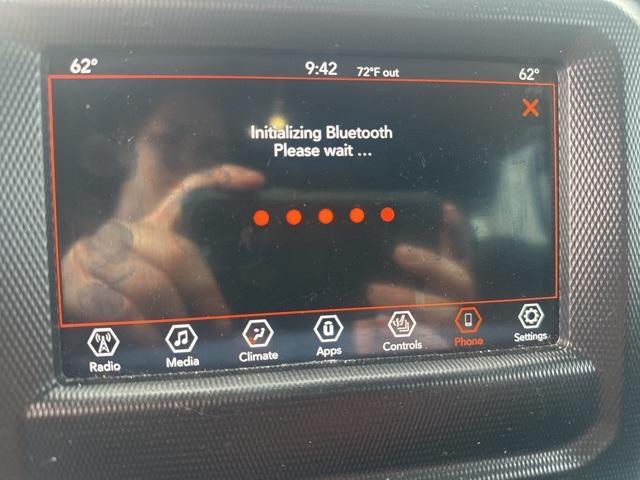 62°
9:42
72°F out
62°
Initializing Bluetooth
Please wait ...
Radio
Media
Climate
Apps
Controls
Phone
Settings